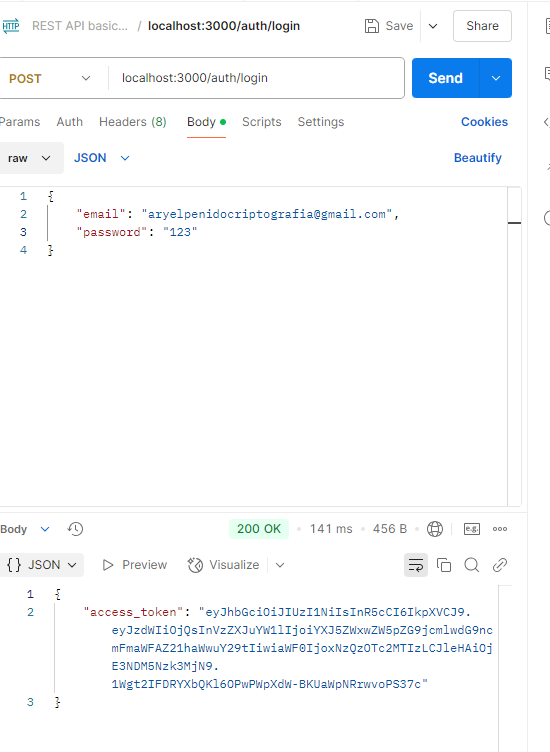 HTTP REST API basic... / localhost:3000/auth/login Save Share
POST localhost:3000/auth/login Send
Params Auth Headers (8) Body Scripts Settings Cookies
raw JSON Beautify
1 {
2 "email": "aryelpenidocriptografia@gmail.com",
3 "password": "123"
4 }
Body 200 OK • 141 ms • 456 B • e.g.
{} JSON Preview Visualize
1 {
2 "access_token": "eyJhbGciOiJIUzI1NiIsInR5cCI6IkpXVCJ9.
eyJzdWIiOjQsInVzZXJuYW1lIjoiYXJ5ZWxwZW5pZG9jcmlwdG9nc
mFmaWFAZ21haWwuY29tIiwiaWF0IjoxNzQzOTc2MTIzLCJleHAiOj
E3NDM5Nzk3MjN9.
1Wgt2IFDRYXbQKl6OPwPWpXdW-BKUaWpNRrwvoPS37c"
3 }